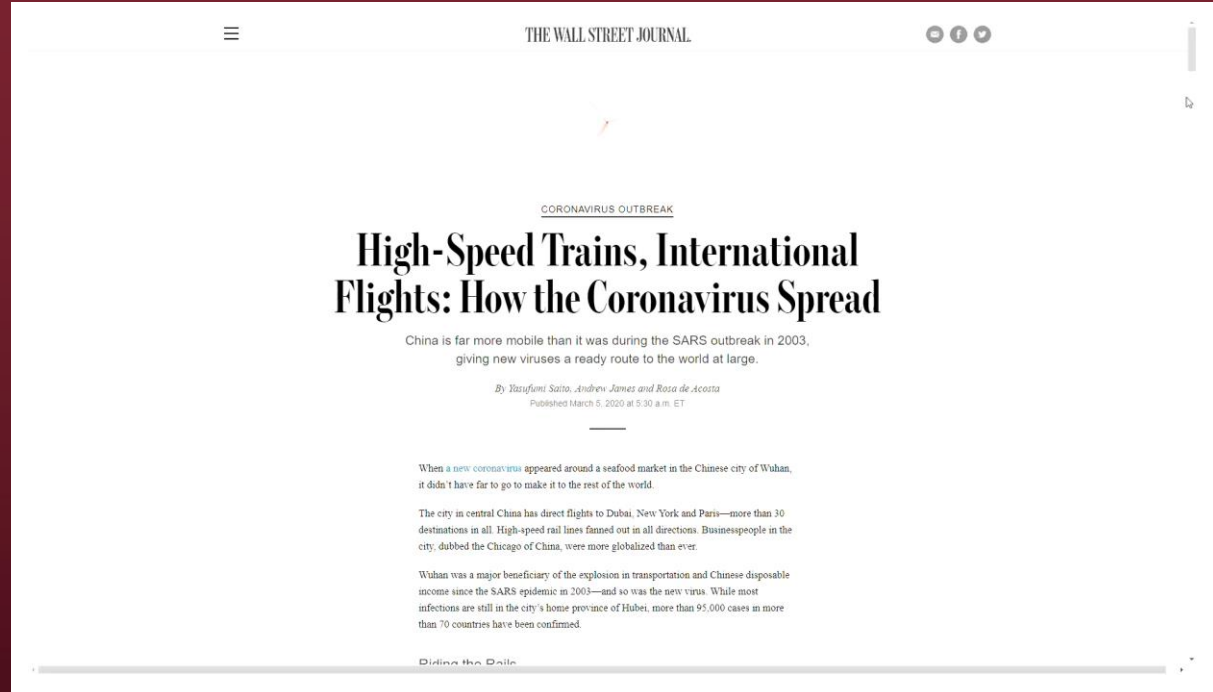 THE WALL STREET JOURNAL.
CORONAVIRUS OUTBREAK
High-Speed Trains, International
Flights: How the Coronavirus Spread
China is far more mobile than it was during the SARS outbreak in 2003,
giving new viruses a ready route to the world at large.
By Yasufumi Saito, Andrew James and Rosa de Acosta
Published March 5, 2020 at 5:30 a.m. ET
When a new coronavirus appeared around a seafood market in the Chinese city of Wuhan,
it didn't have far to go to make it to the rest of the world.
The city in central China has direct flights to Dubai, New York and Paris—more than 30
destinations in all. High-speed rail lines fanned out in all directions. Businesspeople in the
city, dubbed the Chicago of China, were more globalized than ever.
Wuhan was a major beneficiary of the explosion in transportation and Chinese disposable
income since the SARS epidemic in 2003—and so was the new virus. While most
infections are still in the city's home province of Hubei, more than 95,000 cases in more
than 70 countries have been confirmed.
Riding the Rails